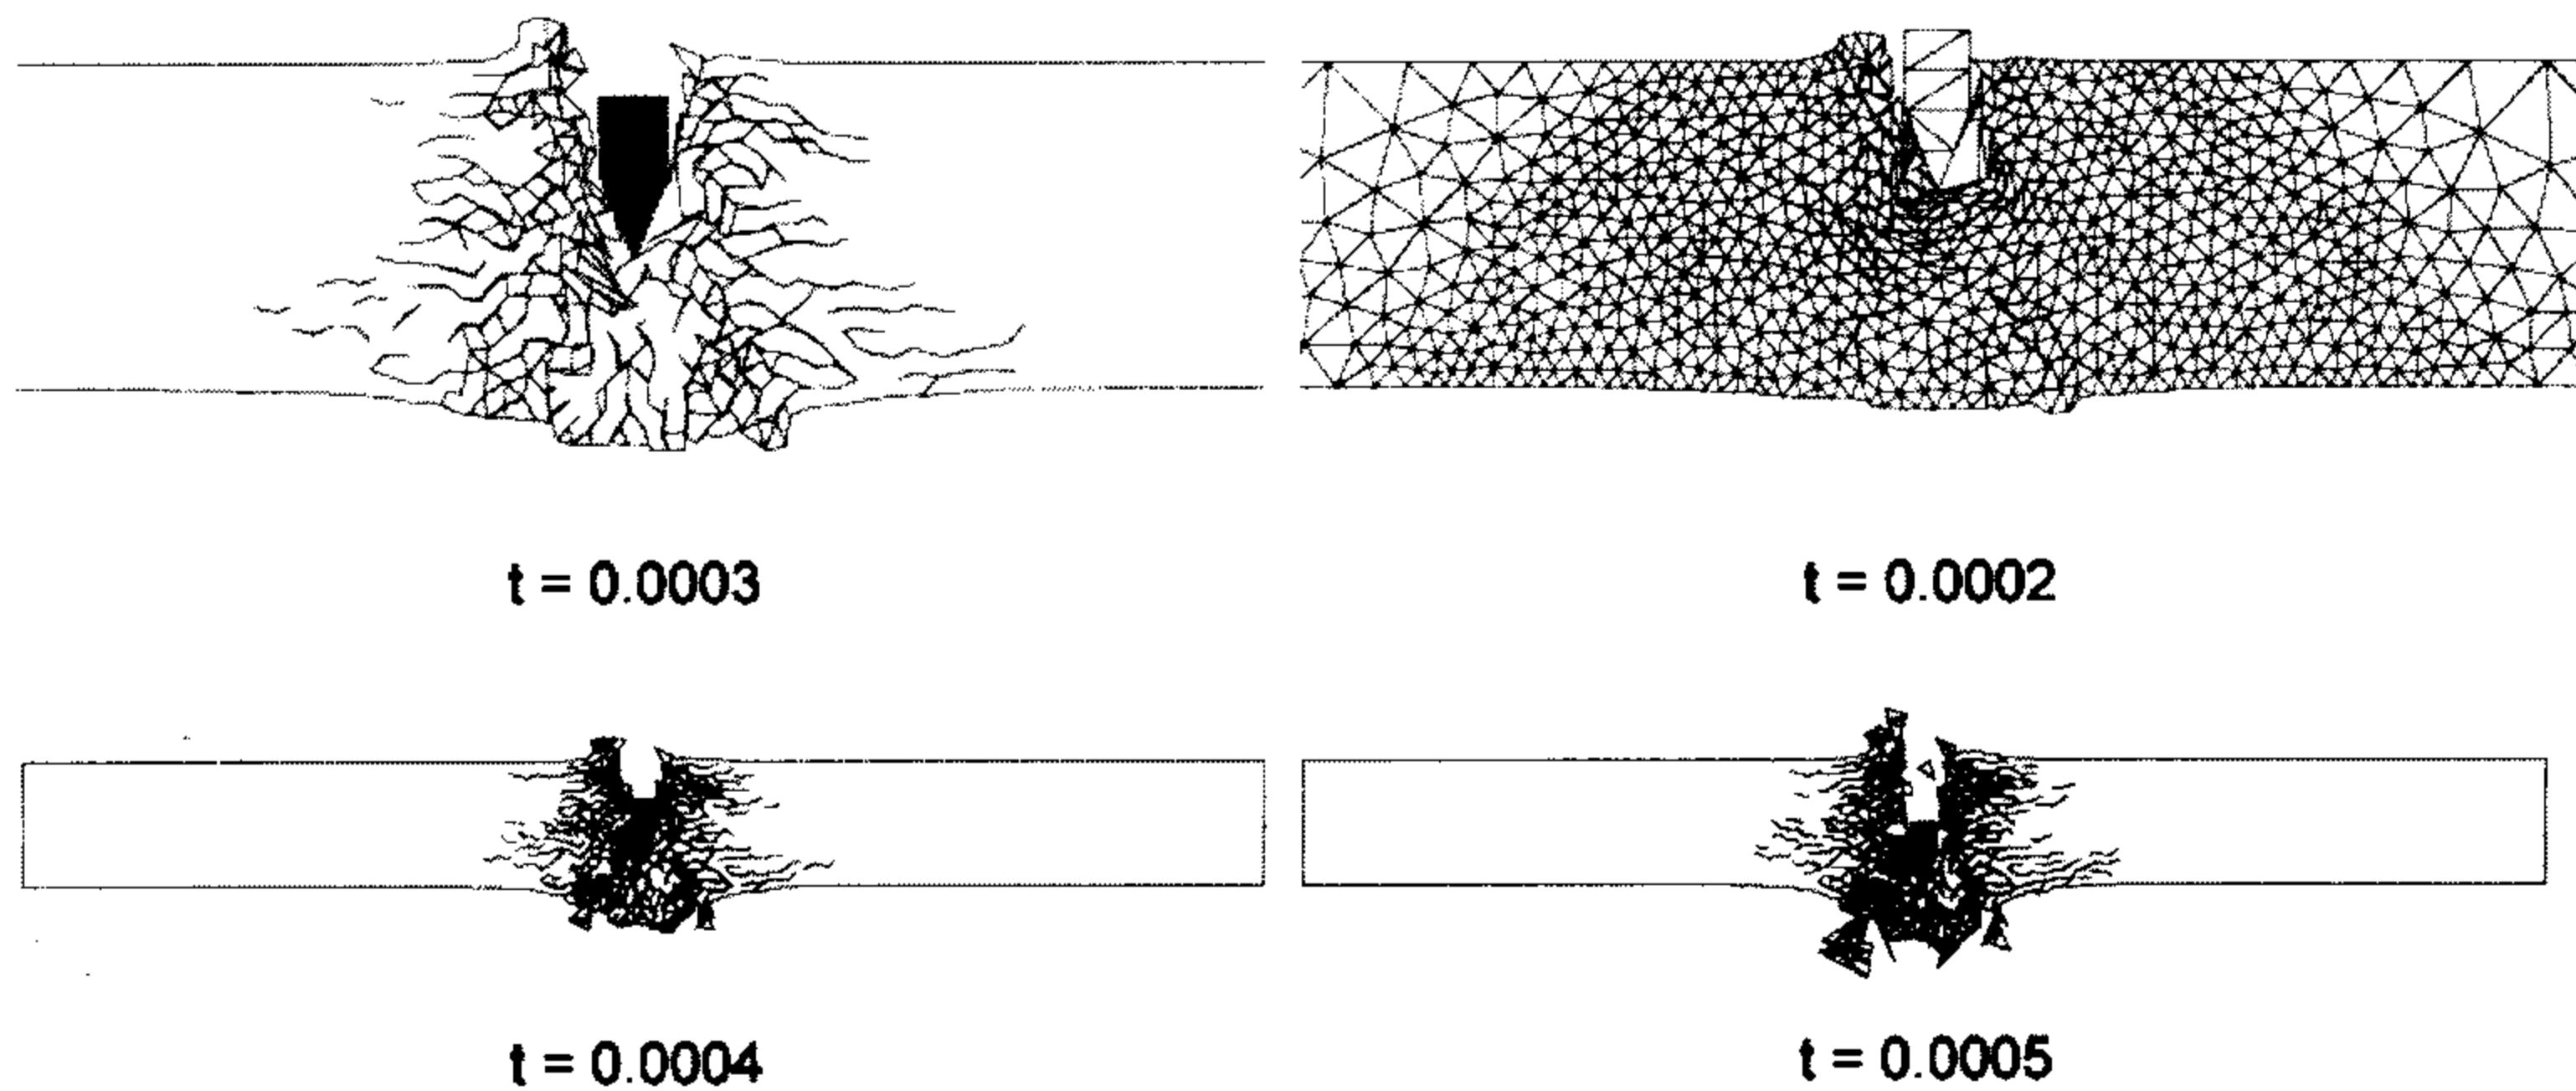 t = 0.0003
t = 0.0002
t = 0.0004
t = 0.0005